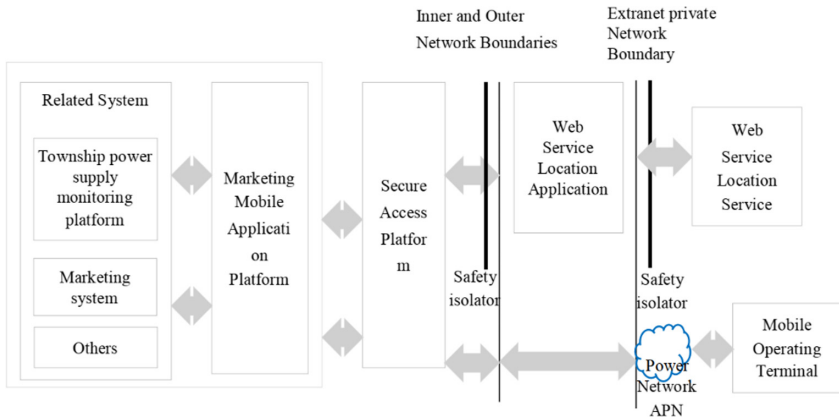 Inner and Outer
Network Boundaries
Extranet private
Network
Boundary
Related System
Township power
supply
monitoring
platform
Marketing
system
Others
Marketing
Mobile
Applicati
on
Platform
Secure
Access
Platfor
m
Safety
isolator
Web
Service
Location
Application
Safety
isolator
Web
Service
Location
Service
Power
Network
APN
Mobile
Operating
Terminal